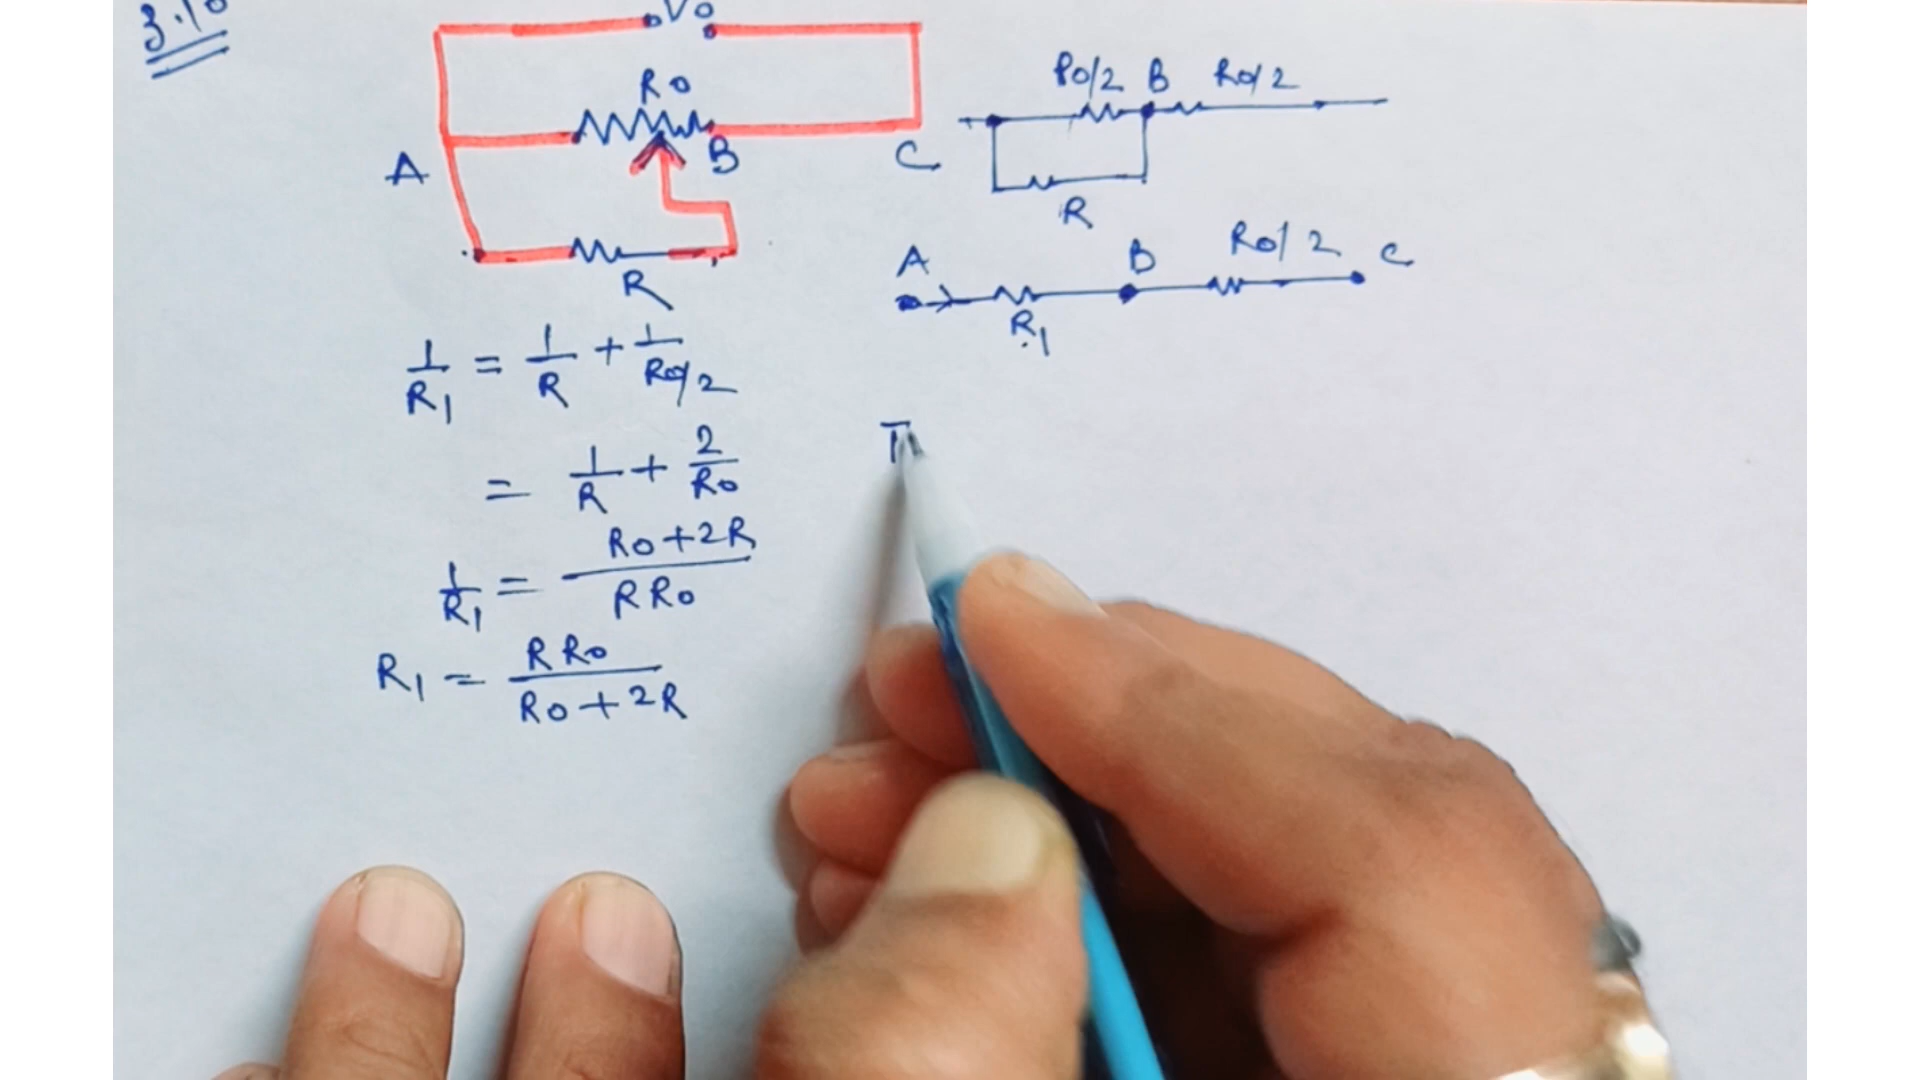 3.10
V0
R0
A
B
C
R
R0/2 B R0/2
R
A B R0/2 C
R1
1/R1 = 1/R + 1/R0/2
= 1/R + 2/R0
1/R1 = R0+2R/RR0
R1 = RR0/R0+2R
T